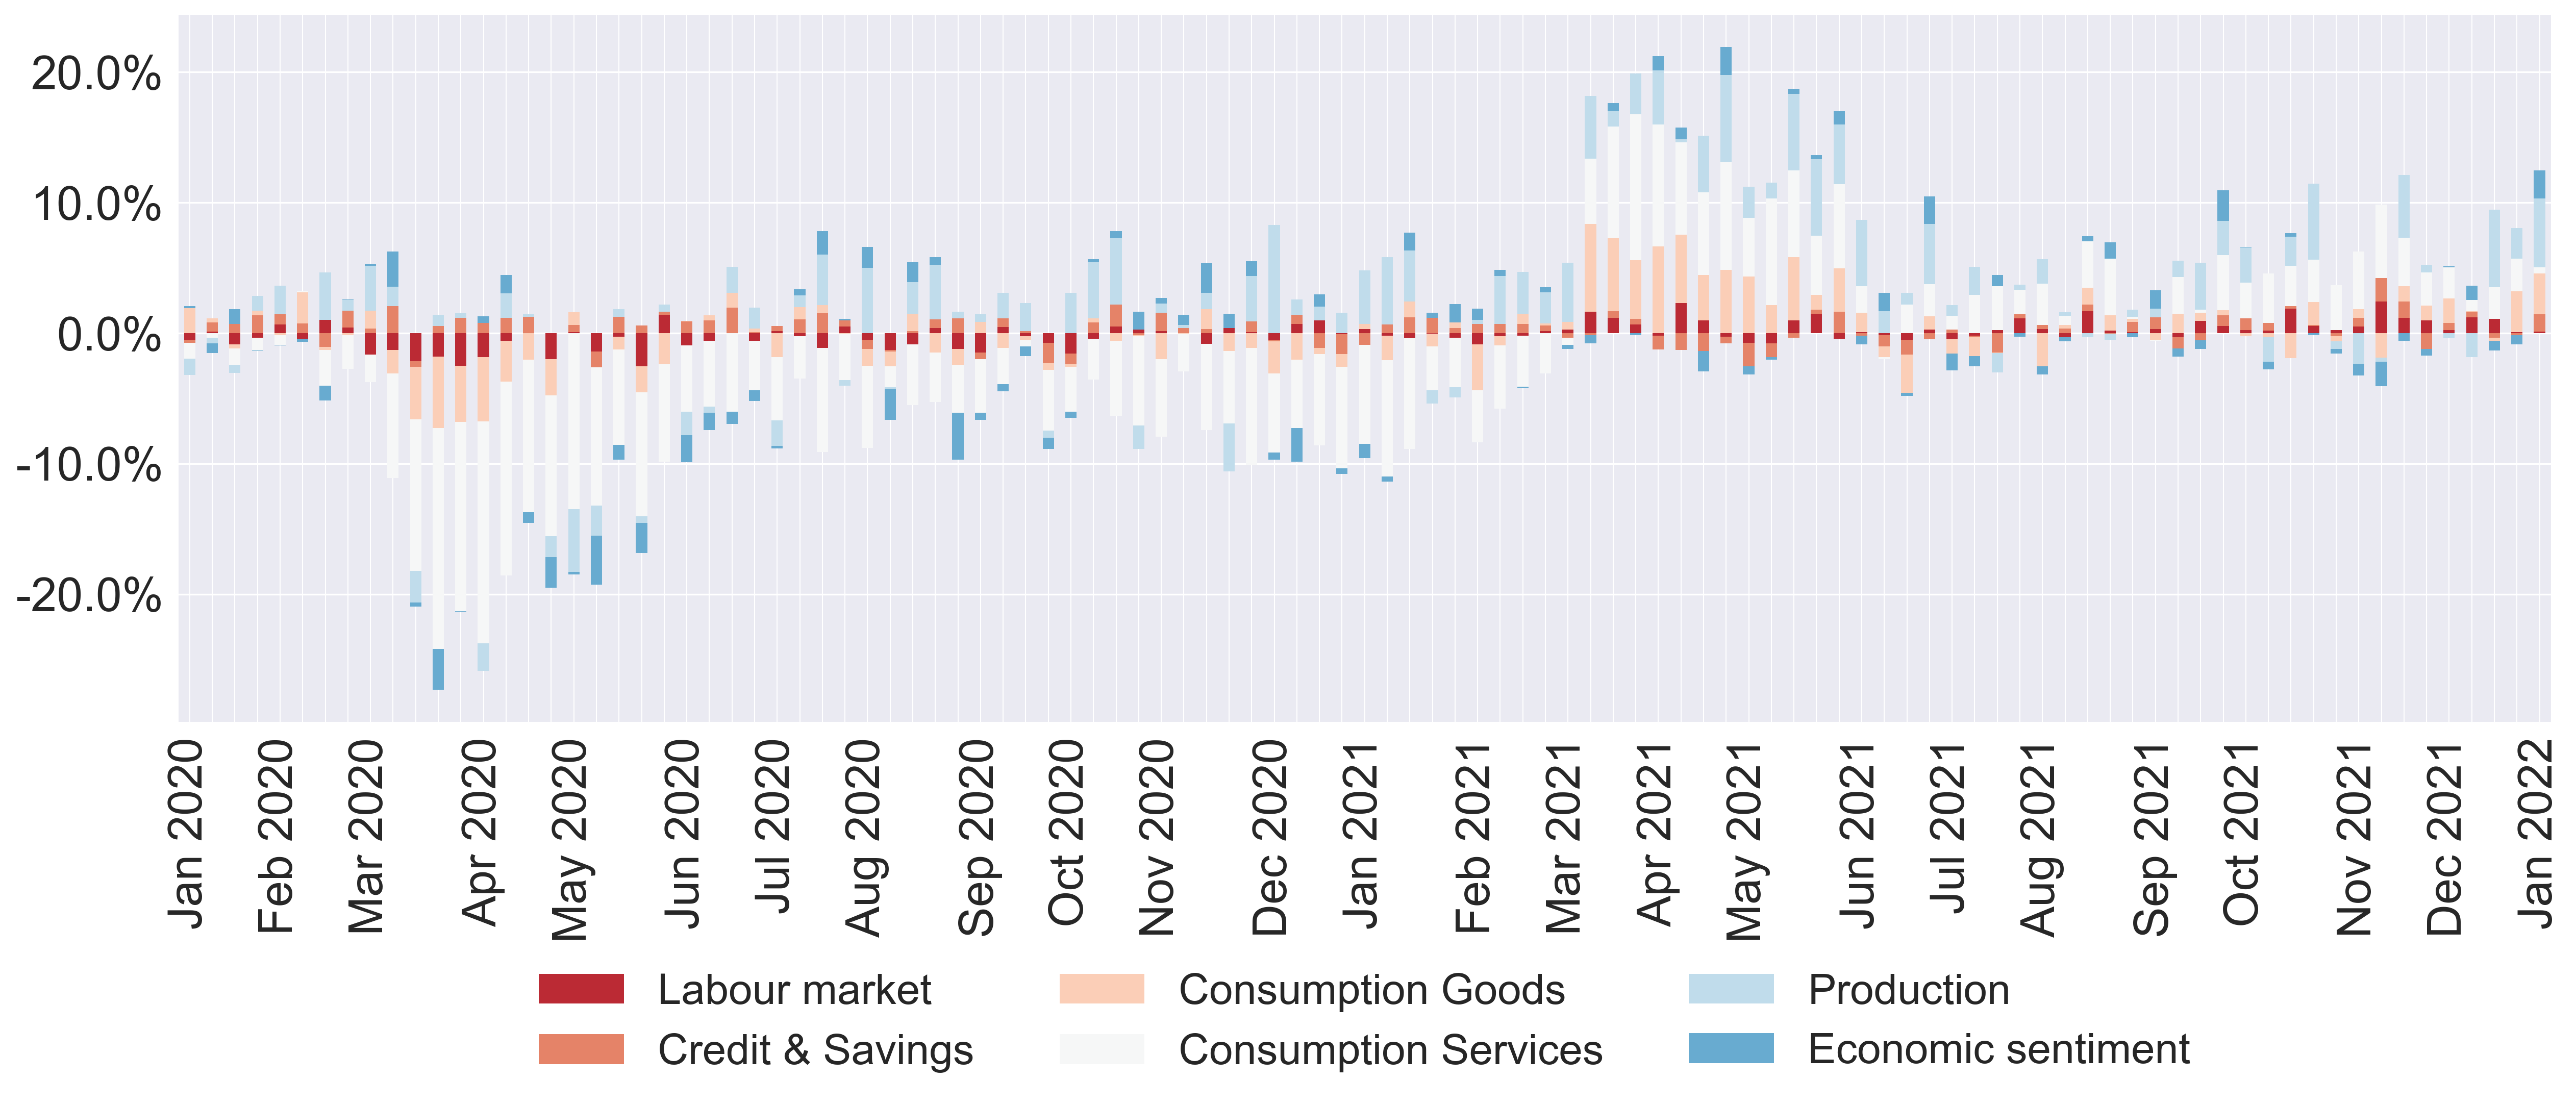 20.0%
10.0%
0.0%
-10.0%
-20.0%
Jan 2020
Feb 2020
Mar 2020
Apr 2020
May 2020
Jun 2020
Jul 2020
Aug 2020
Sep 2020
Oct 2020
Nov 2020
Dec 2020
Jan 2021
Feb 2021
Mar 2021
Apr 2021
May 2021
Jun 2021
Jul 2021
Aug 2021
Sep 2021
Oct 2021
Nov 2021
Dec 2021
Jan 2022
Labour market
Credit & Savings
Consumption Goods
Consumption Services
Production
Economic sentiment